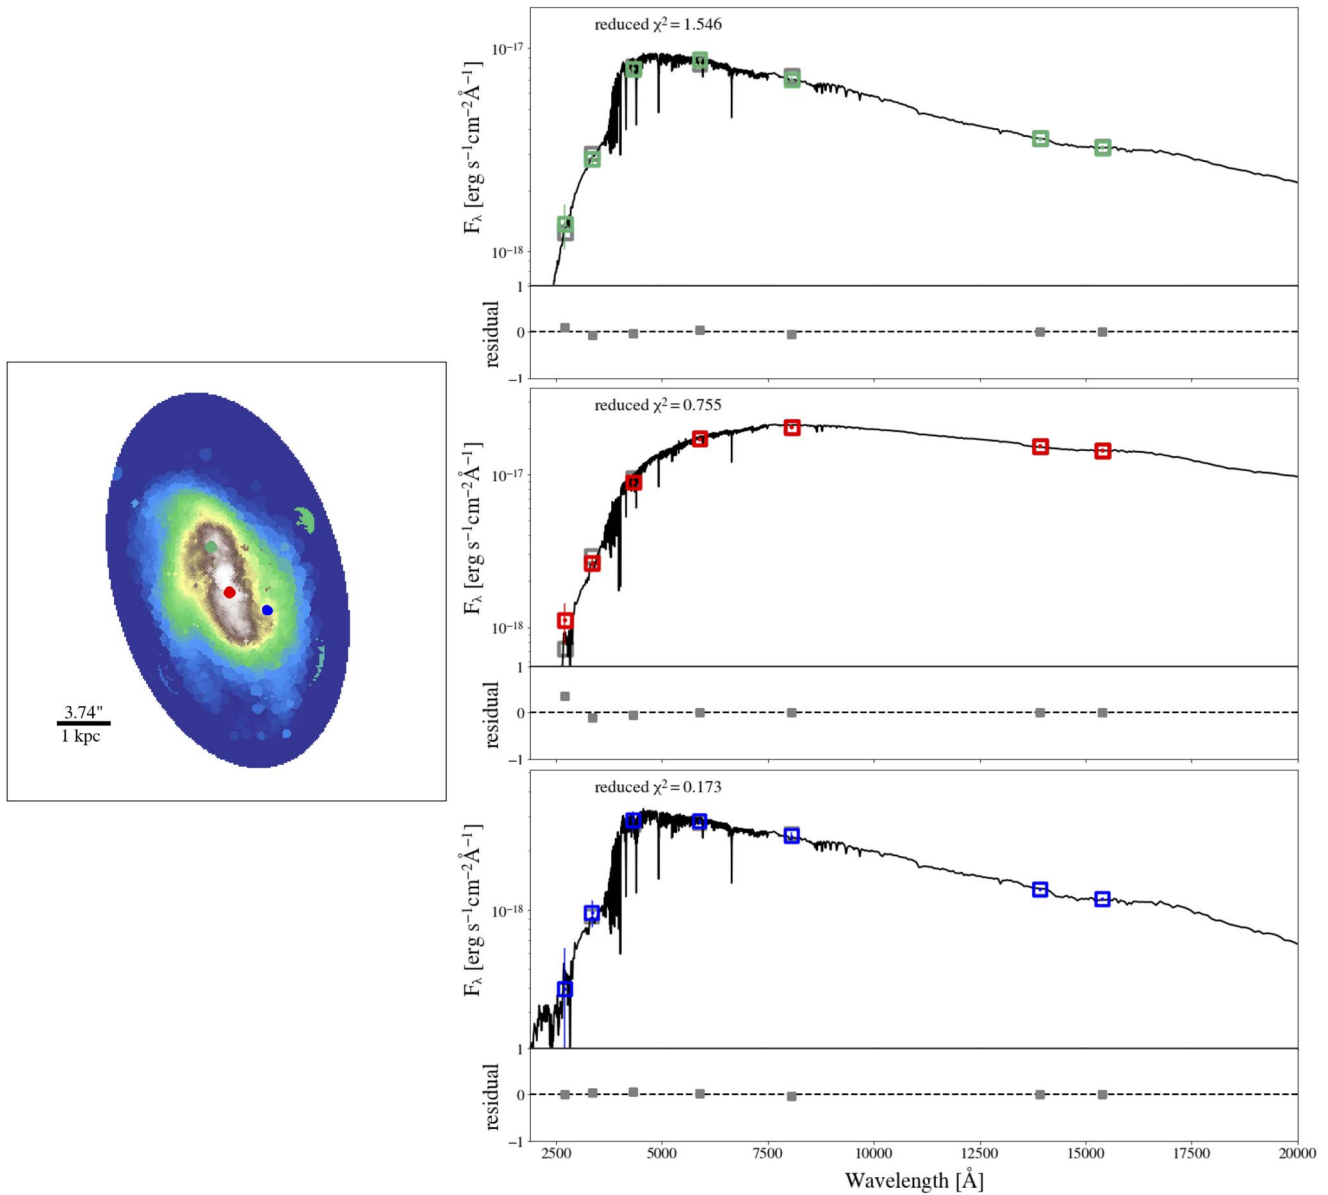 reduced χ² = 1.546
10⁻¹⁷
10⁻¹⁸
F_λ [erg s⁻¹cm⁻²Å⁻¹]
1
0
−1
residual
reduced χ² = 0.755
10⁻¹⁷
10⁻¹⁸
F_λ [erg s⁻¹cm⁻²Å⁻¹]
1
0
−1
residual
3.74"
1 kpc
reduced χ² = 0.173
10⁻¹⁸
F_λ [erg s⁻¹cm⁻²Å⁻¹]
1
0
−1
residual
2500 5000 7500 10000 12500 15000 17500 20000
Wavelength [Å]